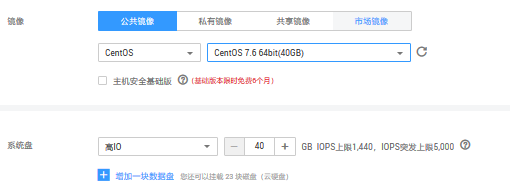 镜像 公共镜像 私有镜像 共享镜像 市场镜像
CentOS CentOS 7.6 64bit(40GB)
主机安全基础版 (基础版本限时免费6个月)
系统盘 高IO 40 GB IOPS上限1,440，IOPS突发上限5,000
增加一块数据盘 您还可以挂载 23 块磁盘（云硬盘）